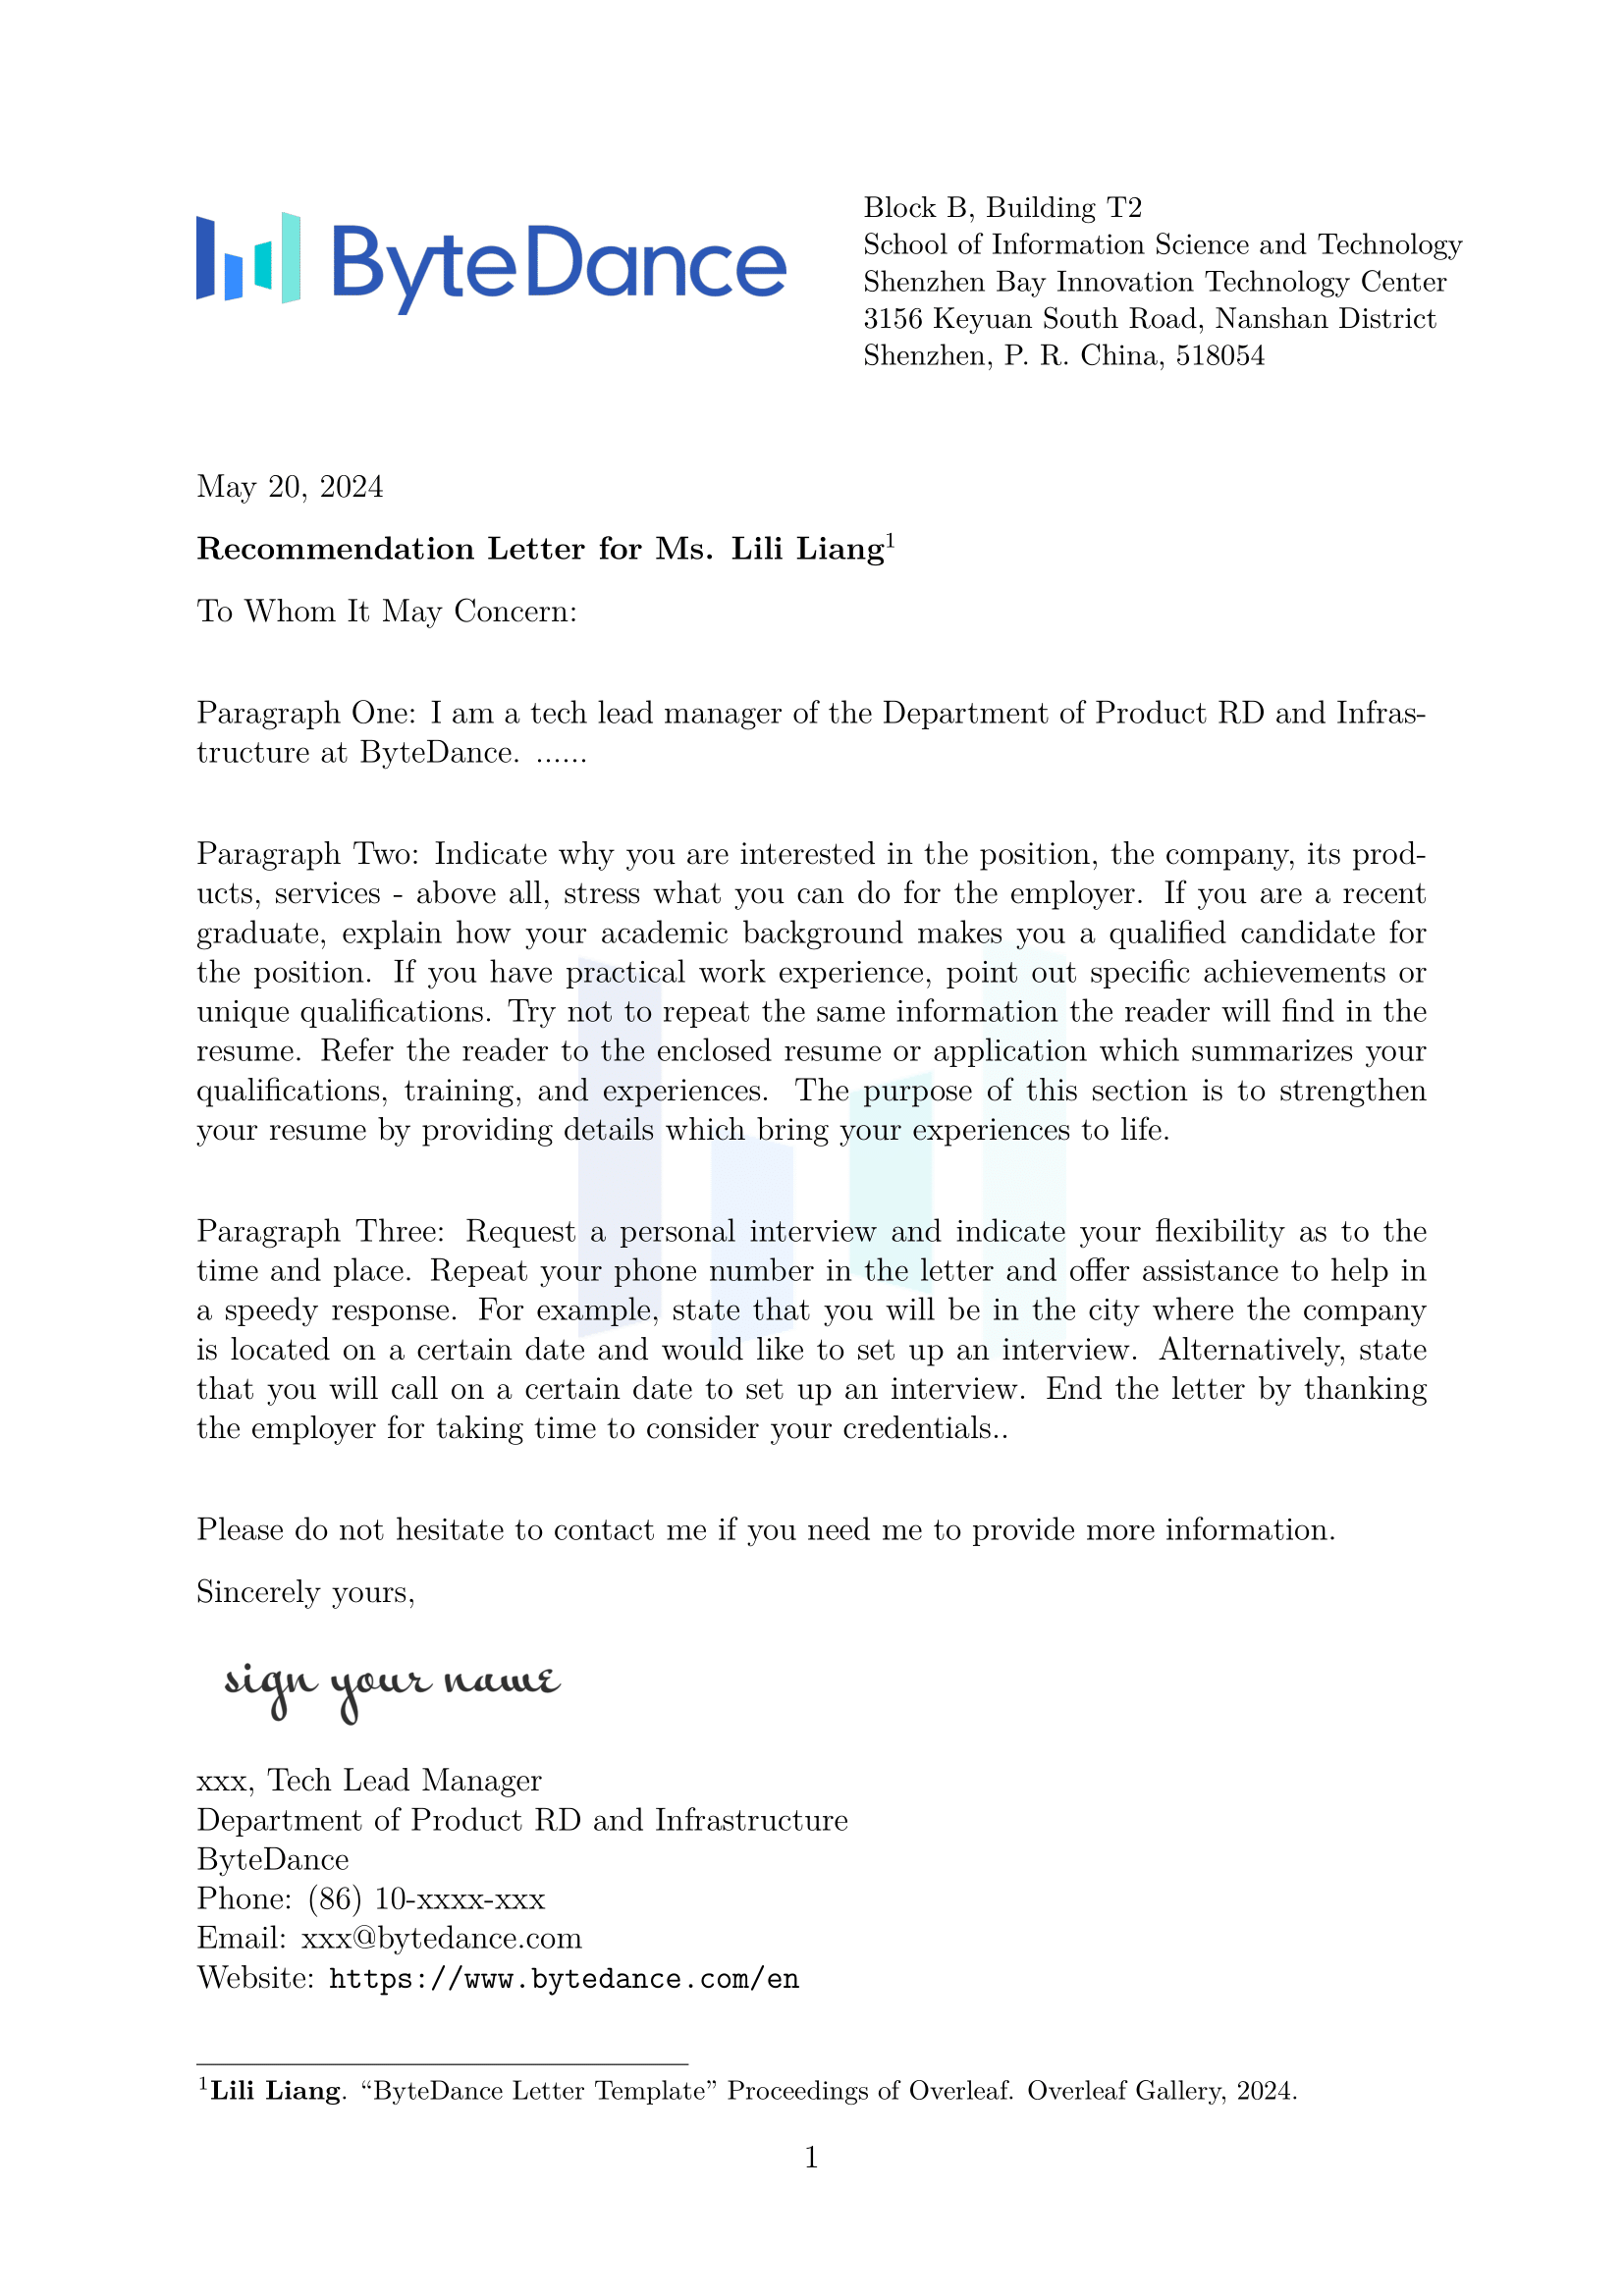 ByteDance
Block B, Building T2
School of Information Science and Technology
Shenzhen Bay Innovation Technology Center
3156 Keyuan South Road, Nanshan District
Shenzhen, P. R. China, 518054
May 20, 2024
Recommendation Letter for Ms. Lili Liang¹
To Whom It May Concern:
Paragraph One: I am a tech lead manager of the Department of Product RD and Infras-
tructure at ByteDance. ......
Paragraph Two: Indicate why you are interested in the position, the company, its prod-
ucts, services - above all, stress what you can do for the employer. If you are a recent
graduate, explain how your academic background makes you a qualified candidate for
the position. If you have practical work experience, point out specific achievements or
unique qualifications. Try not to repeat the same information the reader will find in the
resume. Refer the reader to the enclosed resume or application which summarizes your
qualifications, training, and experiences. The purpose of this section is to strengthen
your resume by providing details which bring your experiences to life.
Paragraph Three: Request a personal interview and indicate your flexibility as to the
time and place. Repeat your phone number in the letter and offer assistance to help in
a speedy response. For example, state that you will be in the city where the company
is located on a certain date and would like to set up an interview. Alternatively, state
that you will call on a certain date to set up an interview. End the letter by thanking
the employer for taking time to consider your credentials..
Please do not hesitate to contact me if you need me to provide more information.
Sincerely yours,
sign your name
xxx, Tech Lead Manager
Department of Product RD and Infrastructure
ByteDance
Phone: (86) 10-xxxx-xxx
Email: xxx@bytedance.com
Website: https://www.bytedance.com/en
¹Lili Liang. “ByteDance Letter Template” Proceedings of Overleaf. Overleaf Gallery, 2024.
1